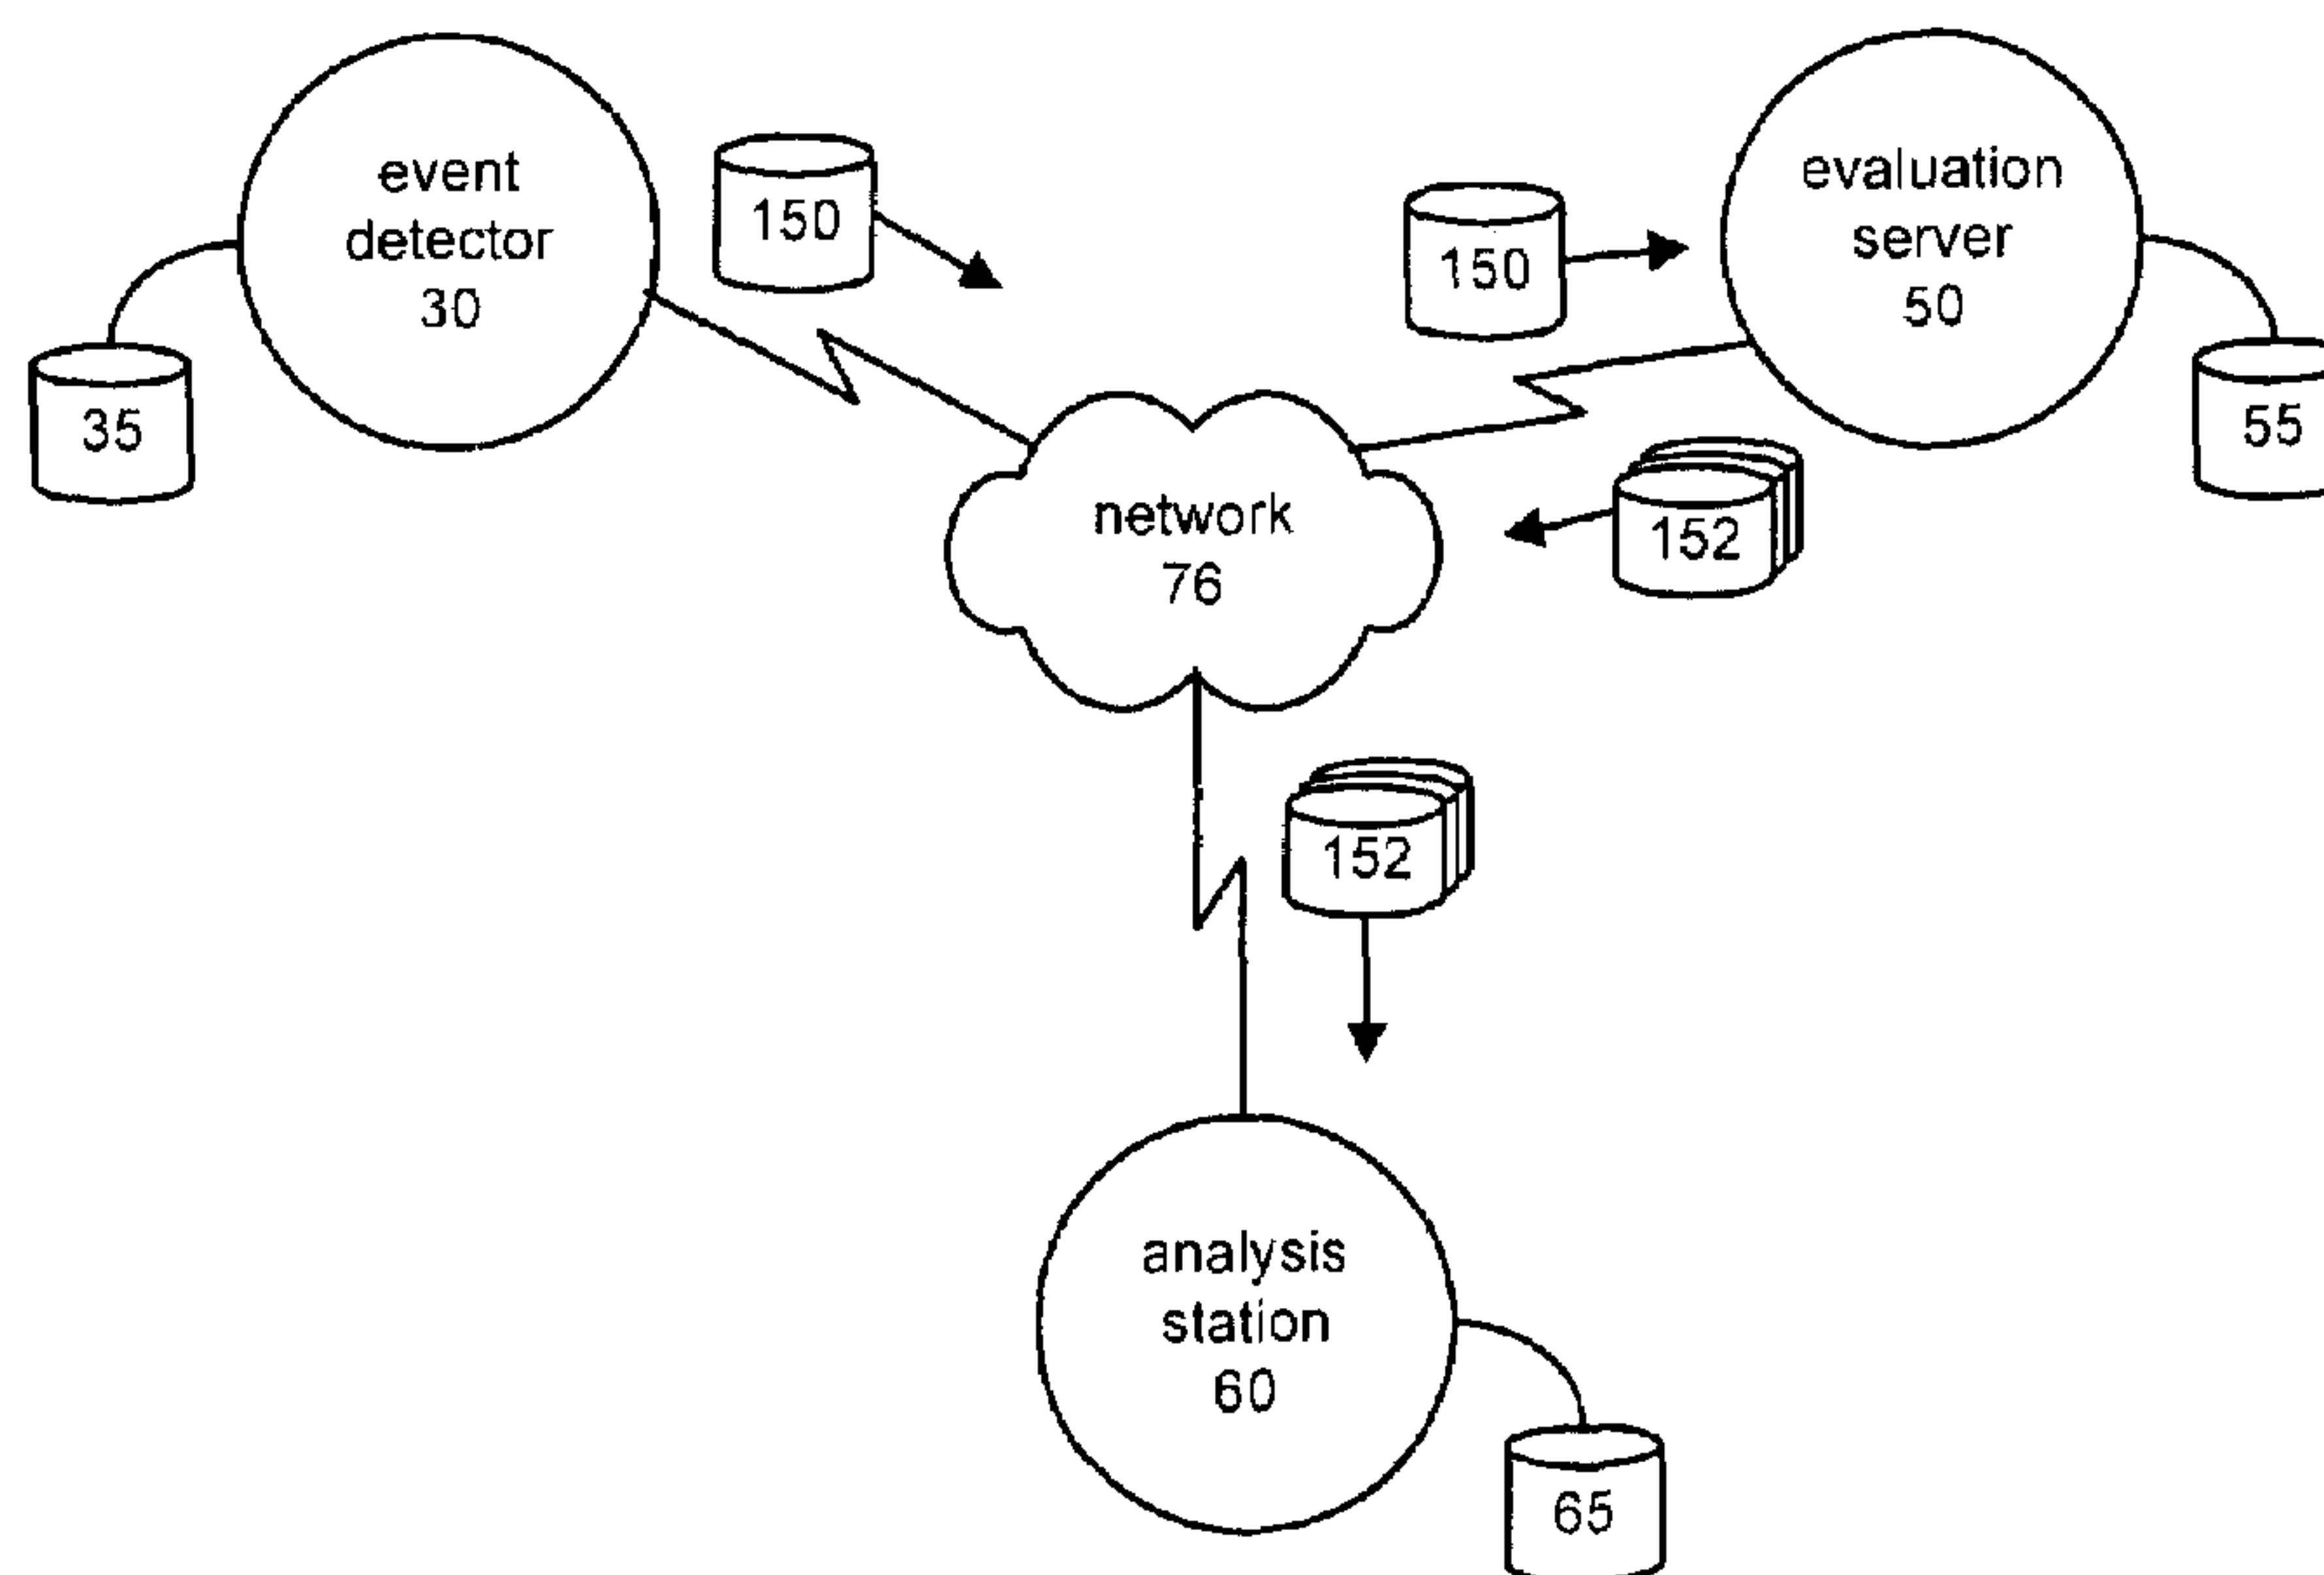 event
detector
30
150
evaluation
server
50
150
35
55
network
76
152
152
analysis
station
60
65